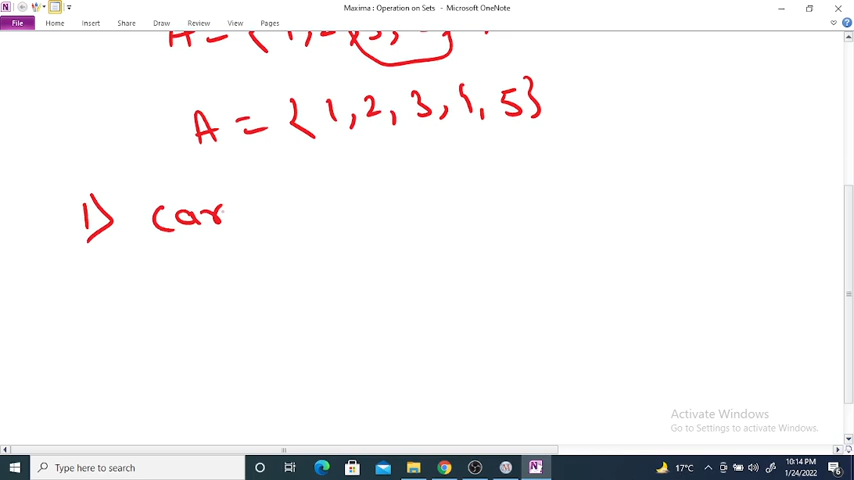 Maxima : Operation on Sets - Microsoft OneNote
File Home Insert Share Draw Review View Pages
A = {1, 2, 3, 4, 5}
1) car
Activate Windows
Go to Settings to activate Windows.
Type here to search
17°C
10:14 PM
1/24/2022
6